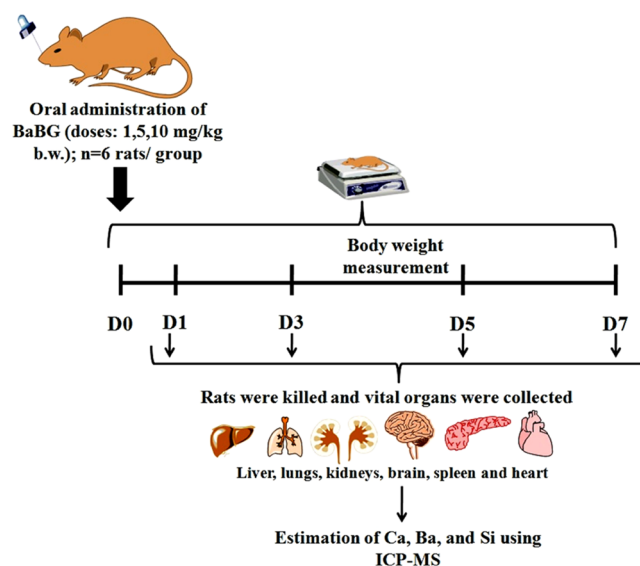 Oral administration of
BaBG (doses: 1,5,10 mg/kg
b.w.); n=6 rats/ group
Body weight
measurement
D0 D1 D3 D5 D7
Rats were killed and vital organs were collected
Liver, lungs, kidneys, brain, spleen and heart
Estimation of Ca, Ba, and Si using
ICP-MS